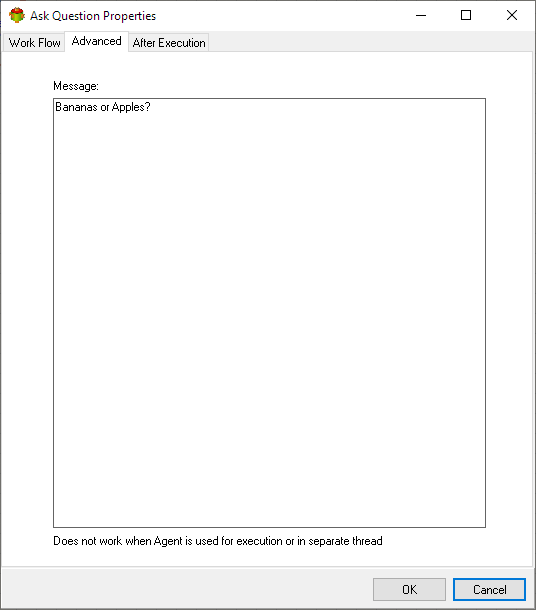 Ask Question Properties
Work Flow Advanced After Execution
Message:
Bananas or Apples?
Does not work when Agent is used for execution or in separate thread
OK Cancel